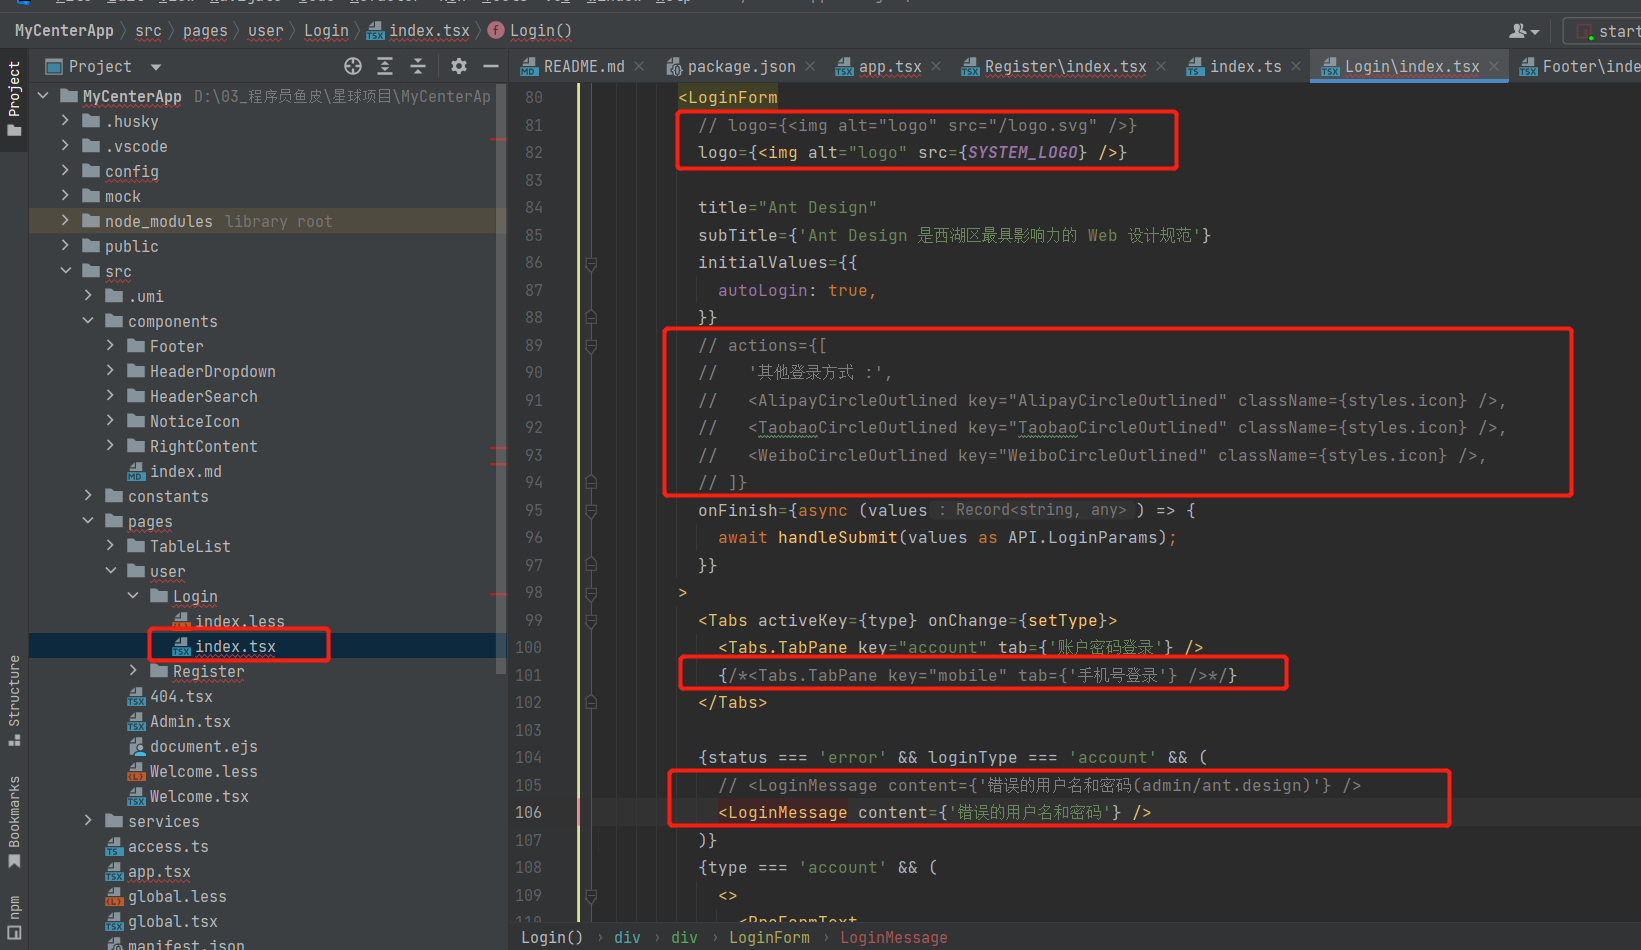 MyCenterApp src pages user Login index.tsx Login()
start
Project
README.md package.json app.tsx Register\index.tsx index.ts Login\index.tsx Footer\inde
Project
MyCenterApp D:\03_程序员鱼皮\星球项目\MyCenterAp
.husky
.vscode
config
mock
node_modules library root
public
src
.umi
components
Footer
HeaderDropdown
HeaderSearch
NoticeIcon
RightContent
index.md
constants
pages
TableList
user
Login
index.less
index.tsx
Register
404.tsx
Admin.tsx
document.ejs
Welcome.less
Welcome.tsx
services
access.ts
app.tsx
global.less
global.tsx
manifest.json
Structure
Bookmarks
npm
80 <LoginForm
81 // logo={<img alt="logo" src="/logo.svg" />}
82 logo={<img alt="logo" src={SYSTEM_LOGO} />}
83
84 title="Ant Design"
85 subTitle={'Ant Design 是西湖区最具影响力的 Web 设计规范'}
86 initialValues={{
87 autoLogin: true,
88 }}
89 // actions={[
90 // '其他登录方式 :',
91 // <AlipayCircleOutlined key="AlipayCircleOutlined" className={styles.icon} />,
92 // <TaobaoCircleOutlined key="TaobaoCircleOutlined" className={styles.icon} />,
93 // <WeiboCircleOutlined key="WeiboCircleOutlined" className={styles.icon} />,
94 // ]}
95 onFinish={async (values : Record<string, any> ) => {
96 await handleSubmit(values as API.LoginParams);
97 }}
98 >
99 <Tabs activeKey={type} onChange={setType}>
100 <Tabs.TabPane key="account" tab={'账户密码登录'} />
101 {/*<Tabs.TabPane key="mobile" tab={'手机号登录'} />*/}
102 </Tabs>
103
104 {status === 'error' && loginType === 'account' && (
105 // <LoginMessage content={'错误的用户名和密码(admin/ant.design)'} />
106 <LoginMessage content={'错误的用户名和密码'} />
107 )}
108 {type === 'account' && (
109 <>
110 <ProFormText
Login() div div LoginForm LoginMessage